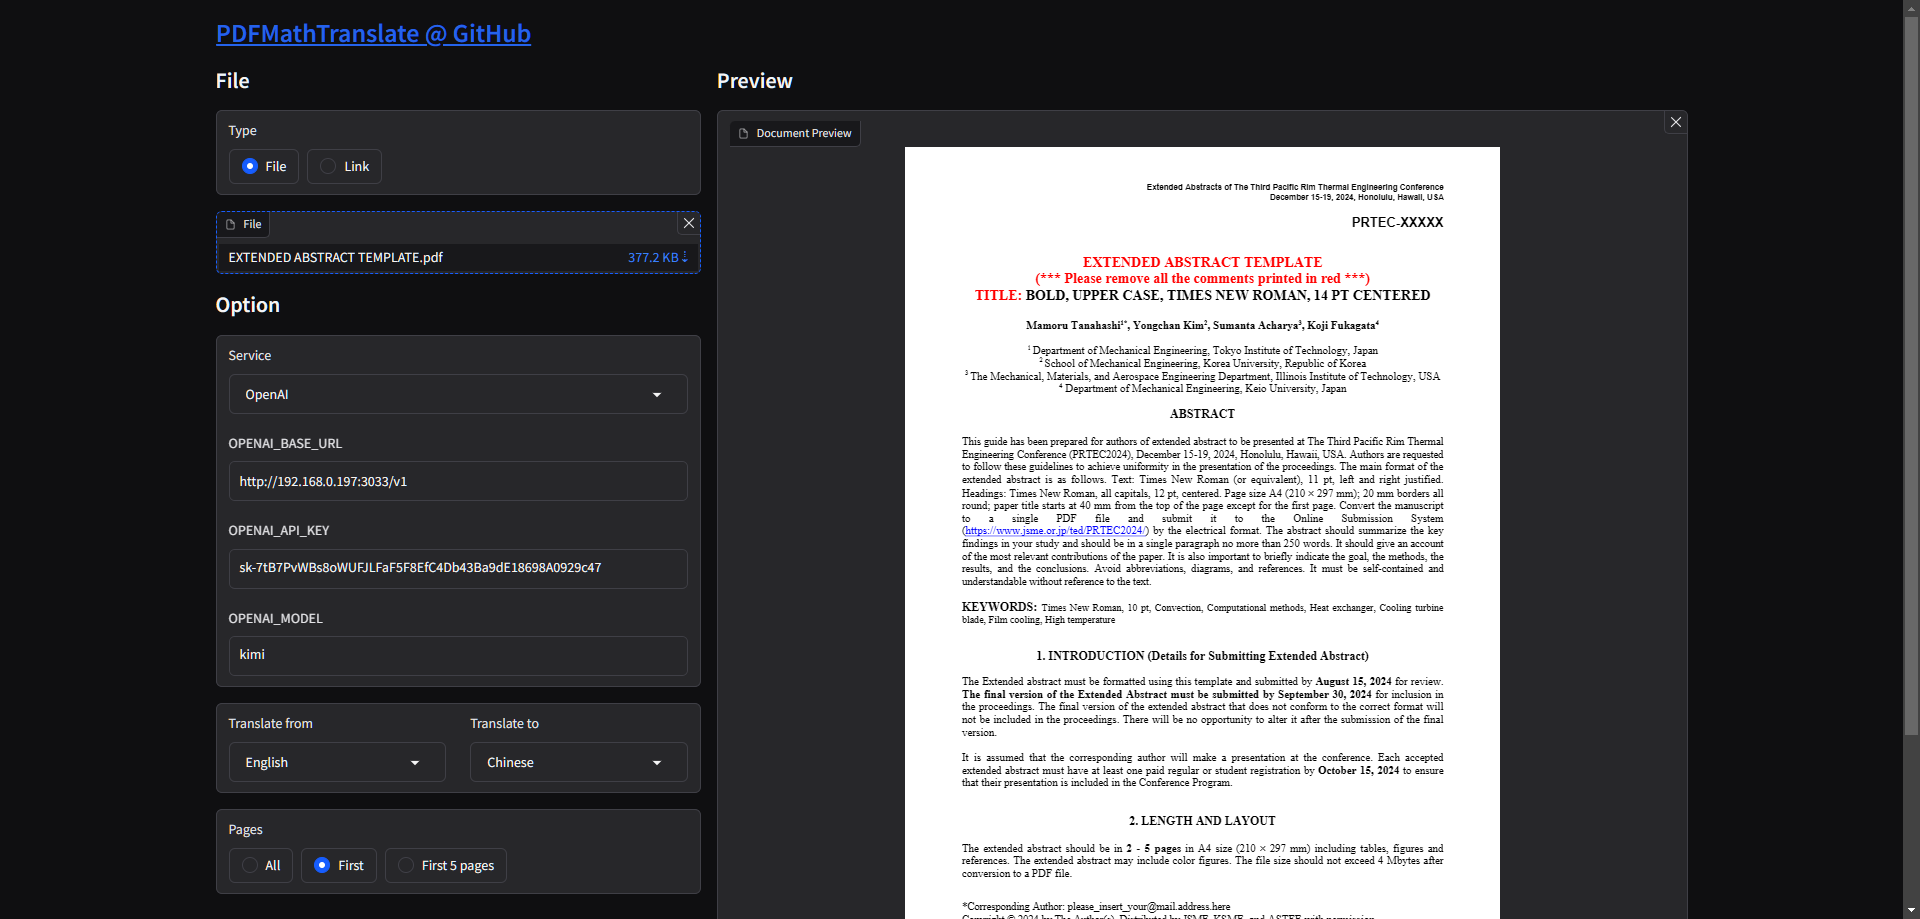 PDFMathTranslate @ GitHub
File
Type
File
Link
File
EXTENDED ABSTRACT TEMPLATE.pdf
377.2 KB ⇣
Option
Service
OpenAI
OPENAI_BASE_URL
http://192.168.0.197:3033/v1
OPENAI_API_KEY
sk-7tB7PvWBs8oWUFJLFaF5F8EfC4Db43Ba9dE18698A0929c47
OPENAI_MODEL
kimi
Translate from
English
Translate to
Chinese
Pages
All
First
First 5 pages
Preview
Document Preview
Extended Abstracts of The Third Pacific Rim Thermal Engineering Conference
December 15-19, 2024, Honolulu, Hawaii, USA
PRTEC-XXXXX
EXTENDED ABSTRACT TEMPLATE
(*** Please remove all the comments printed in red ***)
TITLE: BOLD, UPPER CASE, TIMES NEW ROMAN, 14 PT CENTERED
Mamoru Tanahashi¹*, Yongchan Kim², Sumanta Acharya³, Koji Fukagata⁴
¹ Department of Mechanical Engineering, Tokyo Institute of Technology, Japan
² School of Mechanical Engineering, Korea University, Republic of Korea
³ The Mechanical, Materials, and Aerospace Engineering Department, Illinois Institute of Technology, USA
⁴ Department of Mechanical Engineering, Keio University, Japan
ABSTRACT
This guide has been prepared for authors of extended abstract to be presented at The Third Pacific Rim Thermal
Engineering Conference (PRTEC2024), December 15-19, 2024, Honolulu, Hawaii, USA. Authors are requested
to follow these guidelines to achieve uniformity in the presentation of the proceedings. The main format of the
extended abstract is as follows. Text: Times New Roman (or equivalent), 11 pt, left and right justified.
Headings: Times New Roman, all capitals, 12 pt, centered. Page size A4 (210 × 297 mm); 20 mm borders all
round; paper title starts at 40 mm from the top of the page except for the first page. Convert the manuscript
to a single PDF file and submit it to the Online Submission System
(https://www.jsme.or.jp/ted/PRTEC2024/) by the electrical format. The abstract should summarize the key
findings in your study and should be in a single paragraph no more than 250 words. It should give an account
of the most relevant contributions of the paper. It is also important to briefly indicate the goal, the methods, the
results, and the conclusions. Avoid abbreviations, diagrams, and references. It must be self-contained and
understandable without reference to the text.
KEYWORDS: Times New Roman, 10 pt, Convection, Computational methods, Heat exchanger, Cooling turbine
blade, Film cooling, High temperature
1. INTRODUCTION (Details for Submitting Extended Abstract)
The Extended abstract must be formatted using this template and submitted by August 15, 2024 for review.
The final version of the Extended Abstract must be submitted by September 30, 2024 for inclusion in
the proceedings. The final version of the extended abstract that does not conform to the correct format will
not be included in the proceedings. There will be no opportunity to alter it after the submission of the final
version.
It is assumed that the corresponding author will make a presentation at the conference. Each accepted
extended abstract must have at least one paid regular or student registration by October 15, 2024 to ensure
that their presentation is included in the Conference Program.
2. LENGTH AND LAYOUT
The extended abstract should be in 2 - 5 pages in A4 size (210 × 297 mm) including tables, figures and
references. The extended abstract may include color figures. The file size should not exceed 4 Mbytes after
conversion to a PDF file.
*Corresponding Author: please_insert_your@mail.address.here
Copyright © 2024 by The Author(s). Distributed by JSME, KSME, and ASTFE with permission.